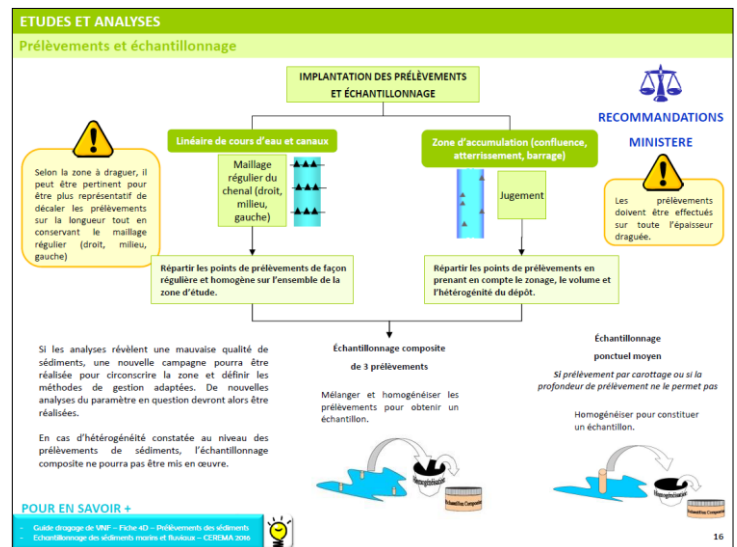 ETUDES ET ANALYSES
Prélèvements et échantillonnage
IMPLANTATION DES PRÉLÈVEMENTS
ET ÉCHANTILLONNAGE
RECOMMANDATIONS
MINISTERE
Selon la zone à draguer, il
peut être pertinent pour
être plus représentatif de
décaler les prélèvements
sur la longueur tout en
conservant le maillage
régulier (droit, milieu,
gauche)
Linéaire de cours d'eau et canaux
Maillage
régulier du
chenal (droit,
milieu,
gauche)
Zone d'accumulation (confluence,
atterrissement, barrage)
Jugement
Les prélèvements
doivent être effectués
sur toute l'épaisseur
draguée.
Répartir les points de prélèvements de façon
régulière et homogène sur l'ensemble de la
zone d'étude.
Répartir les points de prélèvements en
prenant en compte le zonage, le volume et
l'hétérogénité du dépôt.
Si les analyses révèlent une mauvaise qualité de
sédiments, une nouvelle campagne pourra être
réalisée pour circonscrire la zone et définir les
méthodes de gestion adaptées. De nouvelles
analyses du paramètre en question devront alors être
réalisées.
En cas d'hétérogénité constatée au niveau des
prélèvements de sédiments, l'échantillonnage
composite ne pourra pas être mis en œuvre.
Échantillonnage composite
de 3 prélèvements
Mélanger et homogénéiser les
prélèvements pour obtenir un
échantillon.
Homogénéisation
Echantillon Composite
Échantillonnage
ponctuel moyen
Si prélèvement par carottage ou si la
profondeur de prélèvement ne le permet pas
Homogénéiser pour constituer
un échantillon.
Homogénéisation
Echantillon Composite
POUR EN SAVOIR +
- Guide dragage de VNF – Fiche 4D – Prélèvements des sédiments
- Echantillonnage des sédiments marins et fluviaux – CEREMA 2016
16